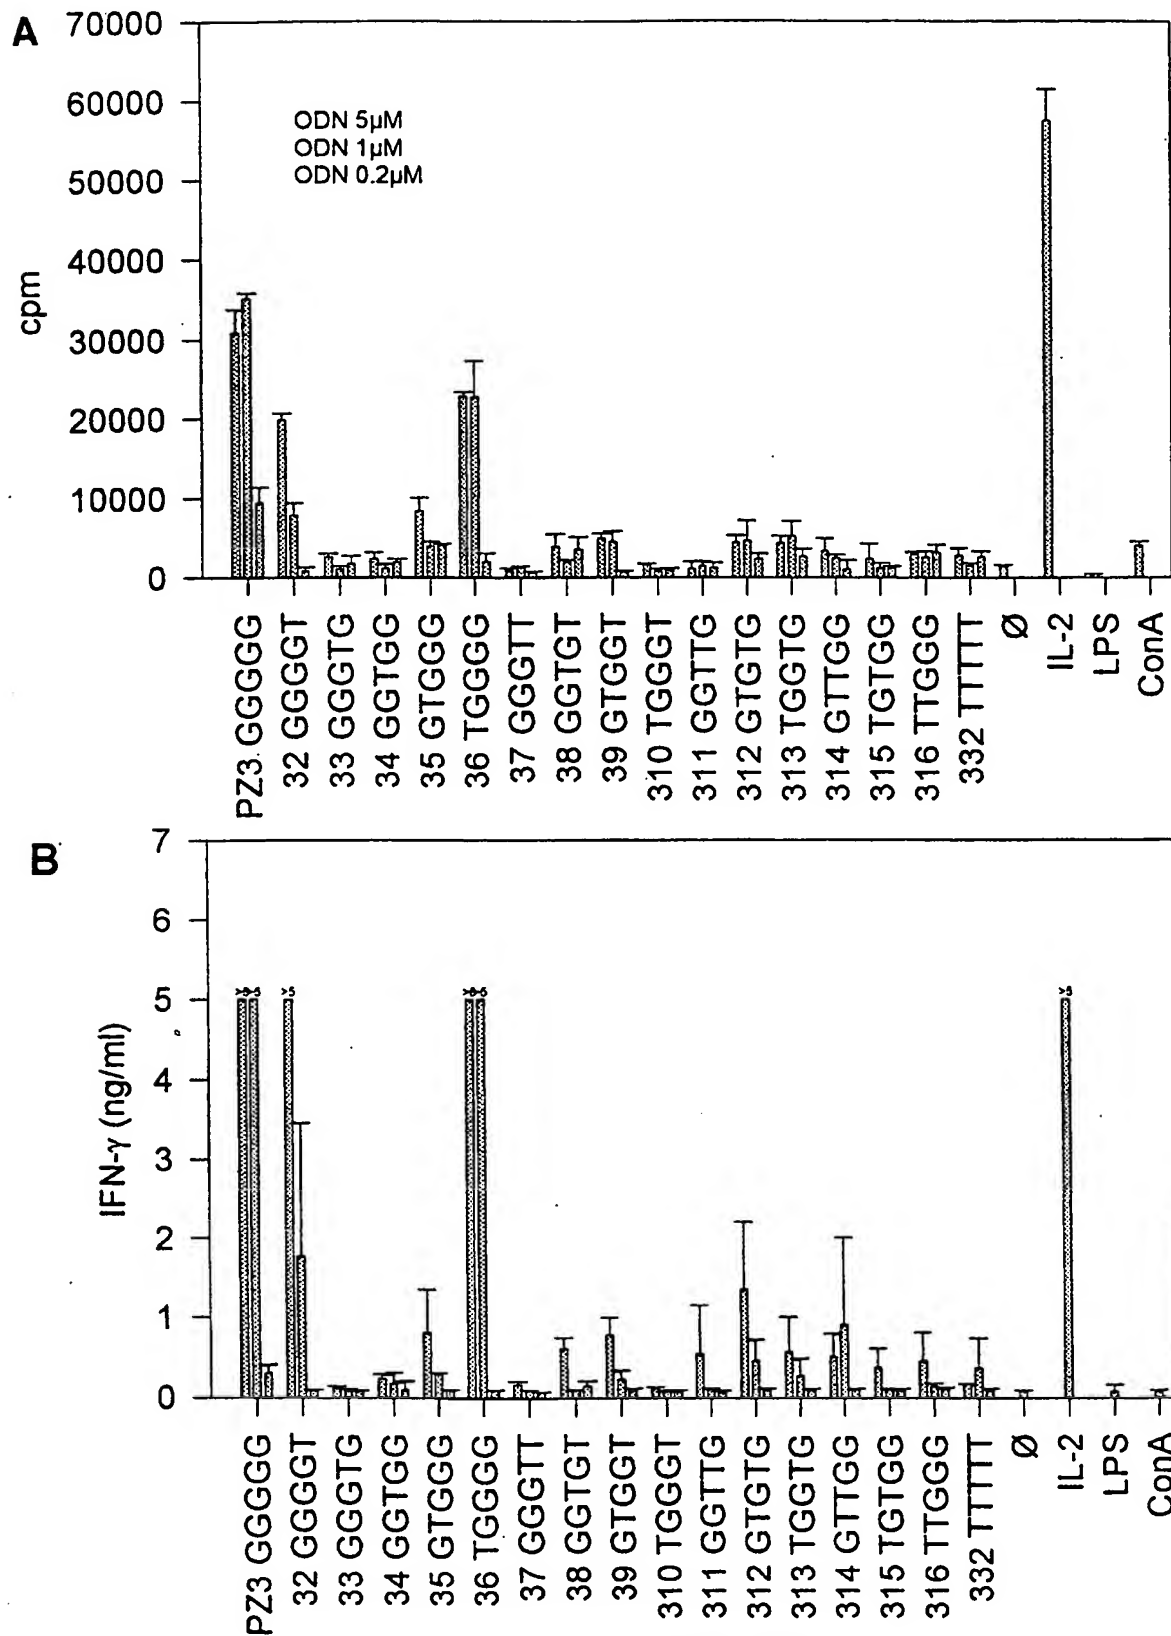 A
70000
60000
50000
40000
30000
20000
10000
0
cpm
ODN 5µM
ODN 1µM
ODN 0.2µM
PZ3 GGGGGG
32 GGGGT
33 GGGTG
34 GGTGG
35 GTGGG
36 TGGGG
37 GGGTT
38 GGTGT
39 GTGGT
310 TGGGT
311 GGTTG
312 GTGTG
313 TGGTG
314 GTTGG
315 TGTGG
316 TTGGG
332 TTTTT
Ø
IL-2
LPS
ConA
B
7
6
5
4
3
2
1
0
IFN-γ (ng/ml)
>5
>5
PZ3 GGGGGG
32 GGGGT
33 GGGTG
34 GGTGG
35 GTGGG
36 TGGGG
37 GGGTT
38 GGTGT
39 GTGGT
310 TGGGT
311 GGTTG
312 GTGTG
313 TGGTG
314 GTTGG
315 TGTGG
316 TTGGG
332 TTTTT
Ø
IL-2
LPS
ConA